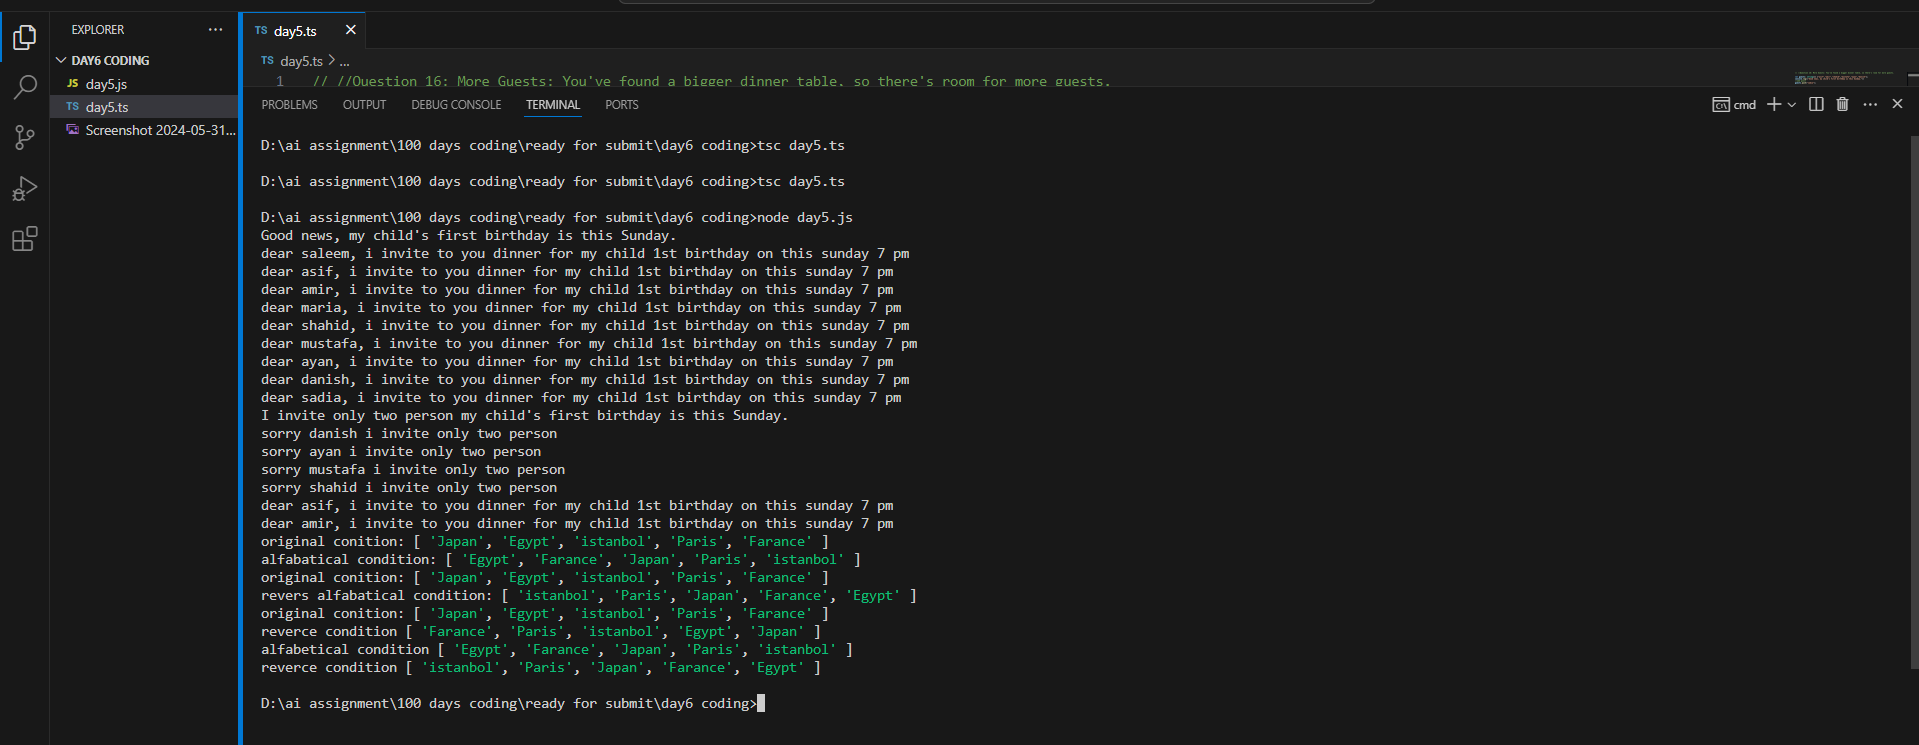 EXPLORER ...
DAY6 CODING
JS day5.js
TS day5.ts
Screenshot 2024-05-31...
TS day5.ts
TS day5.ts > ...
1 // //Question 16: More Guests: You've found a bigger dinner table, so there's room for more guests.
PROBLEMS OUTPUT DEBUG CONSOLE TERMINAL PORTS
cmd
D:\ai assignment\100 days coding\ready for submit\day6 coding>tsc day5.ts
D:\ai assignment\100 days coding\ready for submit\day6 coding>tsc day5.ts
D:\ai assignment\100 days coding\ready for submit\day6 coding>node day5.js
Good news, my child's first birthday is this Sunday.
dear saleem, i invite to you dinner for my child 1st birthday on this sunday 7 pm
dear asif, i invite to you dinner for my child 1st birthday on this sunday 7 pm
dear amir, i invite to you dinner for my child 1st birthday on this sunday 7 pm
dear maria, i invite to you dinner for my child 1st birthday on this sunday 7 pm
dear shahid, i invite to you dinner for my child 1st birthday on this sunday 7 pm
dear mustafa, i invite to you dinner for my child 1st birthday on this sunday 7 pm
dear ayan, i invite to you dinner for my child 1st birthday on this sunday 7 pm
dear danish, i invite to you dinner for my child 1st birthday on this sunday 7 pm
dear sadia, i invite to you dinner for my child 1st birthday on this sunday 7 pm
I invite only two person my child's first birthday is this Sunday.
sorry danish i invite only two person
sorry ayan i invite only two person
sorry mustafa i invite only two person
sorry shahid i invite only two person
dear asif, i invite to you dinner for my child 1st birthday on this sunday 7 pm
dear amir, i invite to you dinner for my child 1st birthday on this sunday 7 pm
original conition: [ 'Japan', 'Egypt', 'istanbol', 'Paris', 'Farance' ]
alfabatical condition: [ 'Egypt', 'Farance', 'Japan', 'Paris', 'istanbol' ]
original conition: [ 'Japan', 'Egypt', 'istanbol', 'Paris', 'Farance' ]
revers alfabatical condition: [ 'istanbol', 'Paris', 'Japan', 'Farance', 'Egypt' ]
original conition: [ 'Japan', 'Egypt', 'istanbol', 'Paris', 'Farance' ]
reverce condition [ 'Farance', 'Paris', 'istanbol', 'Egypt', 'Japan' ]
alfabetical condition [ 'Egypt', 'Farance', 'Japan', 'Paris', 'istanbol' ]
reverce condition [ 'istanbol', 'Paris', 'Japan', 'Farance', 'Egypt' ]
D:\ai assignment\100 days coding\ready for submit\day6 coding>